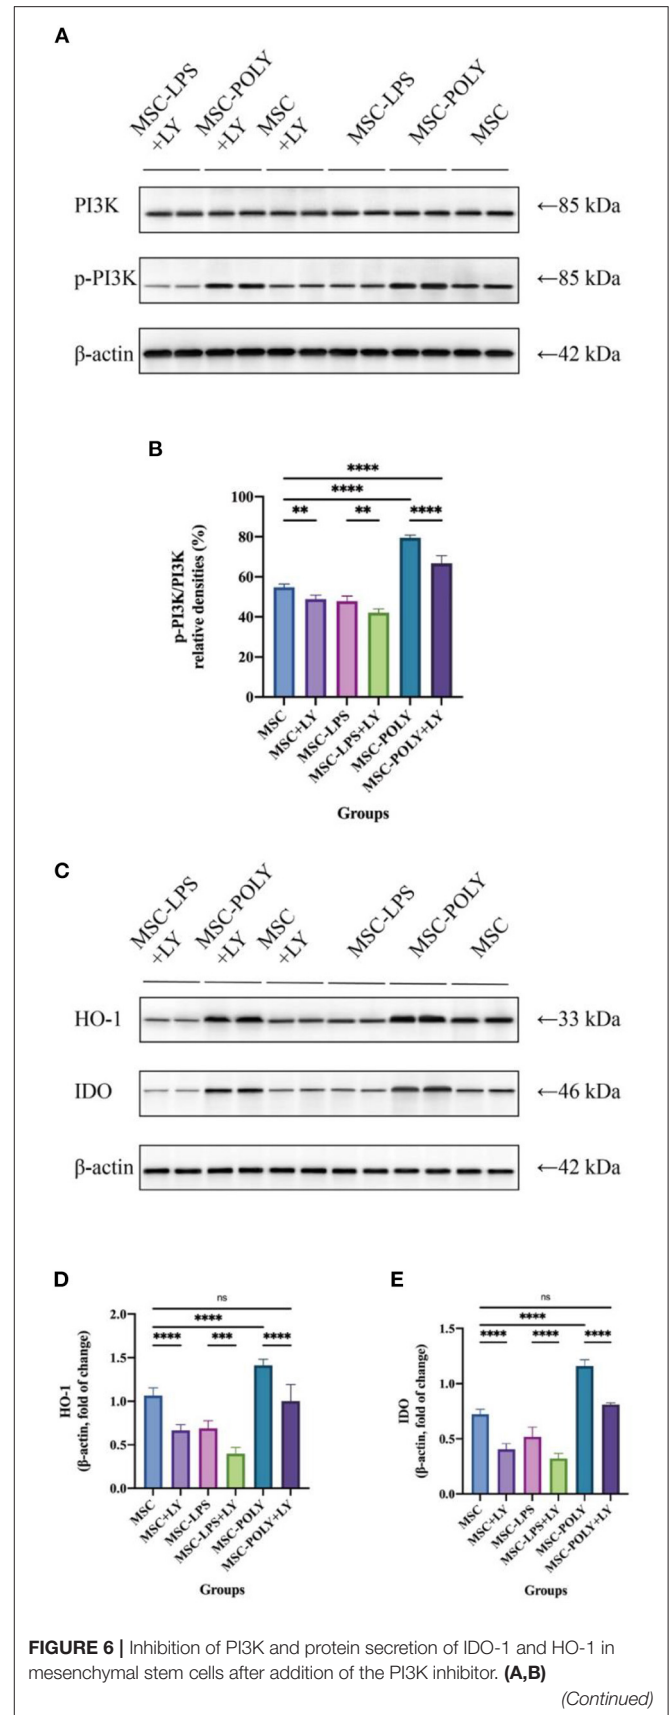 A
MSC-LPS
+LY
MSC-POLY
+LY
MSC
+LY
MSC-LPS
MSC-POLY
MSC
PI3K
←85 kDa
p-PI3K
←85 kDa
β-actin
←42 kDa
B
****
****
** ** ****
p-PI3K/PI3K
relative densities (%)
100
80
60
40
20
0
MSC
MSC+LY
MSC-LPS
MSC-LPS+LY
MSC-POLY
MSC-POLY+LY
Groups
C
MSC-LPS
+LY
MSC-POLY
+LY
MSC
+LY
MSC-LPS
MSC-POLY
MSC
HO-1
←33 kDa
IDO
←46 kDa
β-actin
←42 kDa
D
ns
****
**** *** ****
HO-1
(β-actin, fold of change)
2.0
1.5
1.0
0.5
0.0
MSC
MSC+LY
MSC-LPS
MSC-LPS+LY
MSC-POLY
MSC-POLY+LY
Groups
E
ns
****
**** **** ****
IDO
(β-actin, fold of change)
1.5
1.0
0.5
0.0
MSC
MSC+LY
MSC-LPS
MSC-LPS+LY
MSC-POLY
MSC-POLY+LY
Groups
FIGURE 6 | Inhibition of PI3K and protein secretion of IDO-1 and HO-1 in
mesenchymal stem cells after addition of the PI3K inhibitor. (A,B)
(Continued)